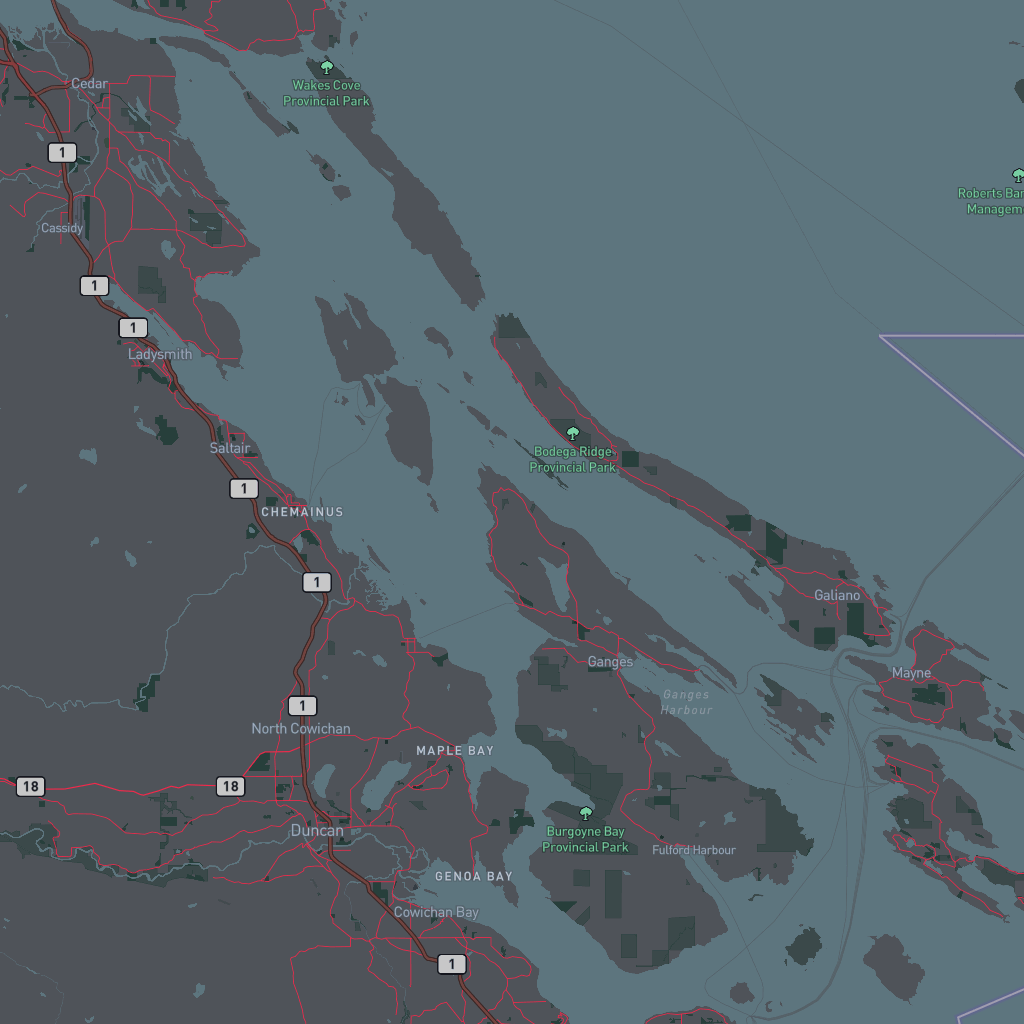 Cedar
Wakes Cove
Provincial Park
1
Roberts Ban
Managem
Cassidy
1
1
Ladysmith
Bodega Ridge
Provincial Park
Saltair
1
CHEMAINUS
1
Galiano
Ganges
Mayne
Ganges
Harbour
1
North Cowichan
MAPLE BAY
18
18
Duncan
Burgoyne Bay
Provincial Park
Fulford Harbour
GENOA BAY
Cowichan Bay
1